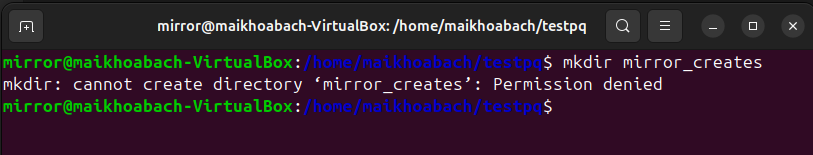 mirror@maikhoabach-VirtualBox: /home/maikhoabach/testpq
mirror@maikhoabach-VirtualBox:/home/maikhoabach/testpq$ mkdir mirror_creates
mkdir: cannot create directory ‘mirror_creates’: Permission denied
mirror@maikhoabach-VirtualBox:/home/maikhoabach/testpq$